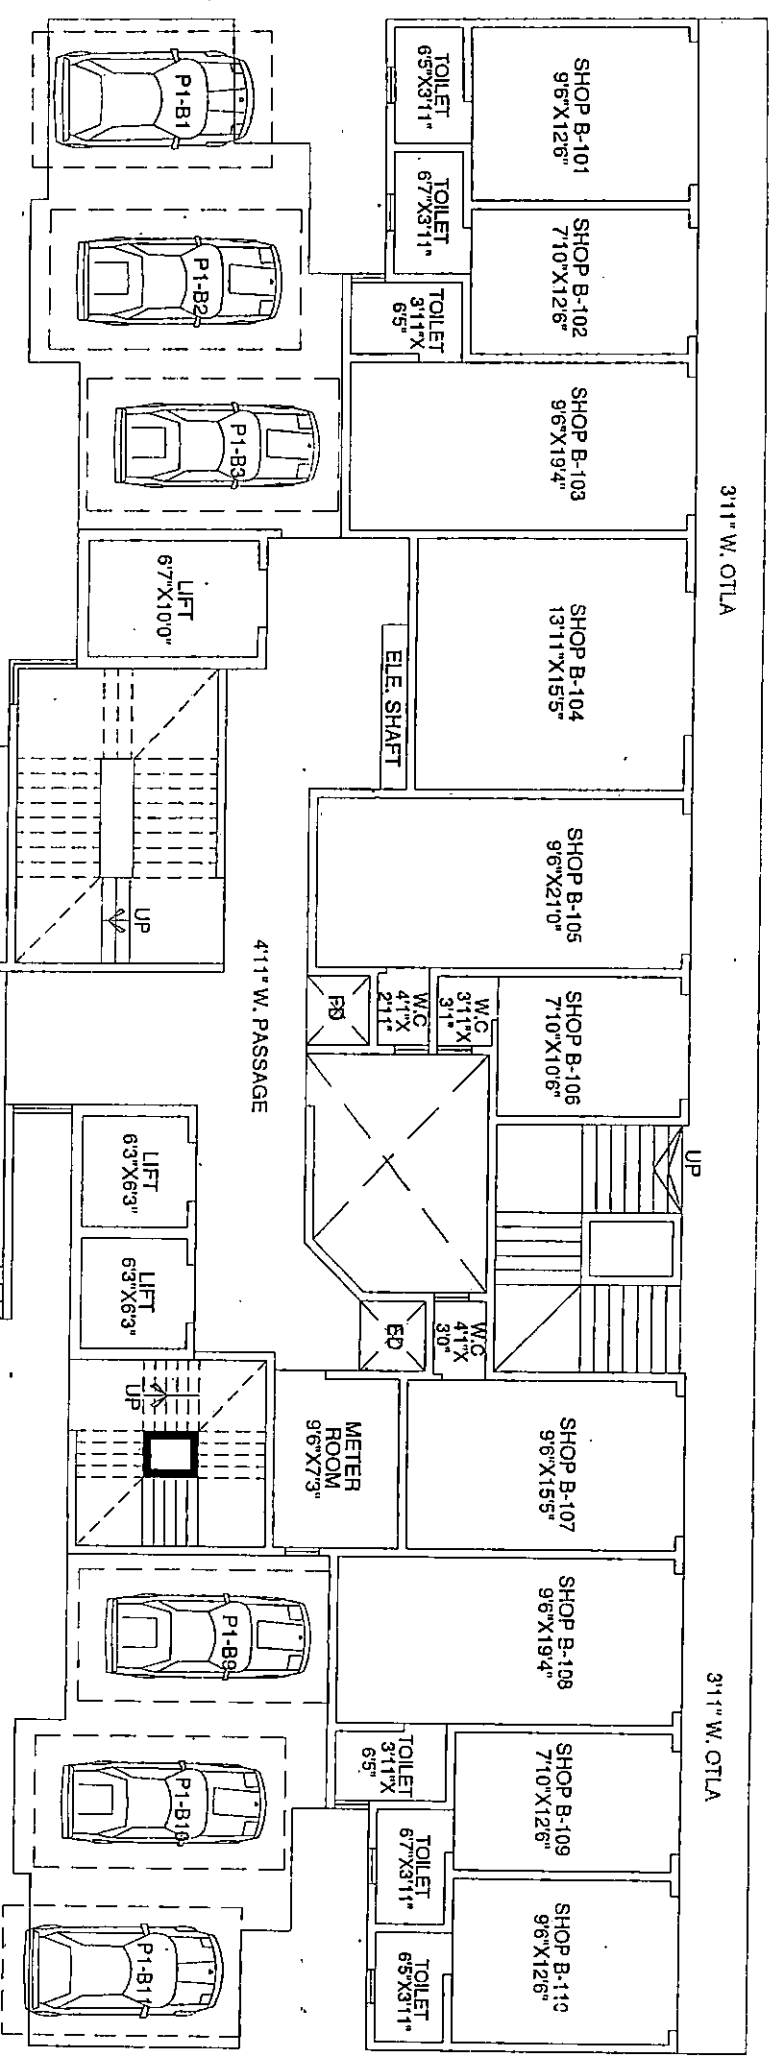 3'11" W. OTLA
3'11" W. OTLA
SHOP B-101
9'6"X12'6"
SHOP B-102
7'10"X12'6"
SHOP B-103
9'6"X19'4"
SHOP B-104
13'11"X15'5"
SHOP B-105
9'6"X21'0"
SHOP B-106
7'10"X10'6"
UP
SHOP B-107
9'6"X15'5"
SHOP B-108
9'6"X19'4"
SHOP B-109
7'10"X12'6"
SHOP B-110
9'6"X12'6"
TOILET
6'5"X3'11"
TOILET
6'7"X3'11"
TOILET
3'11"X
6'5"
ELE. SHAFT
W.C
4'1"X
2'11"
W.C
3'11"X
3'1"
W.C
4'1"X
3'0"
METER
ROOM
9'6"X7'3"
TOILET
3'11"X
6'5"
TOILET
6'7"X3'11"
TOILET
6'5"X3'11"
4'11" W. PASSAGE
P1-B1
P1-B2
P1-B3
LIFT
6'7"X10'0"
UP
LIFT
6'3"X6'3"
LIFT
6'3"X6'3"
UP
P1-B9
P1-B10
P1-B11